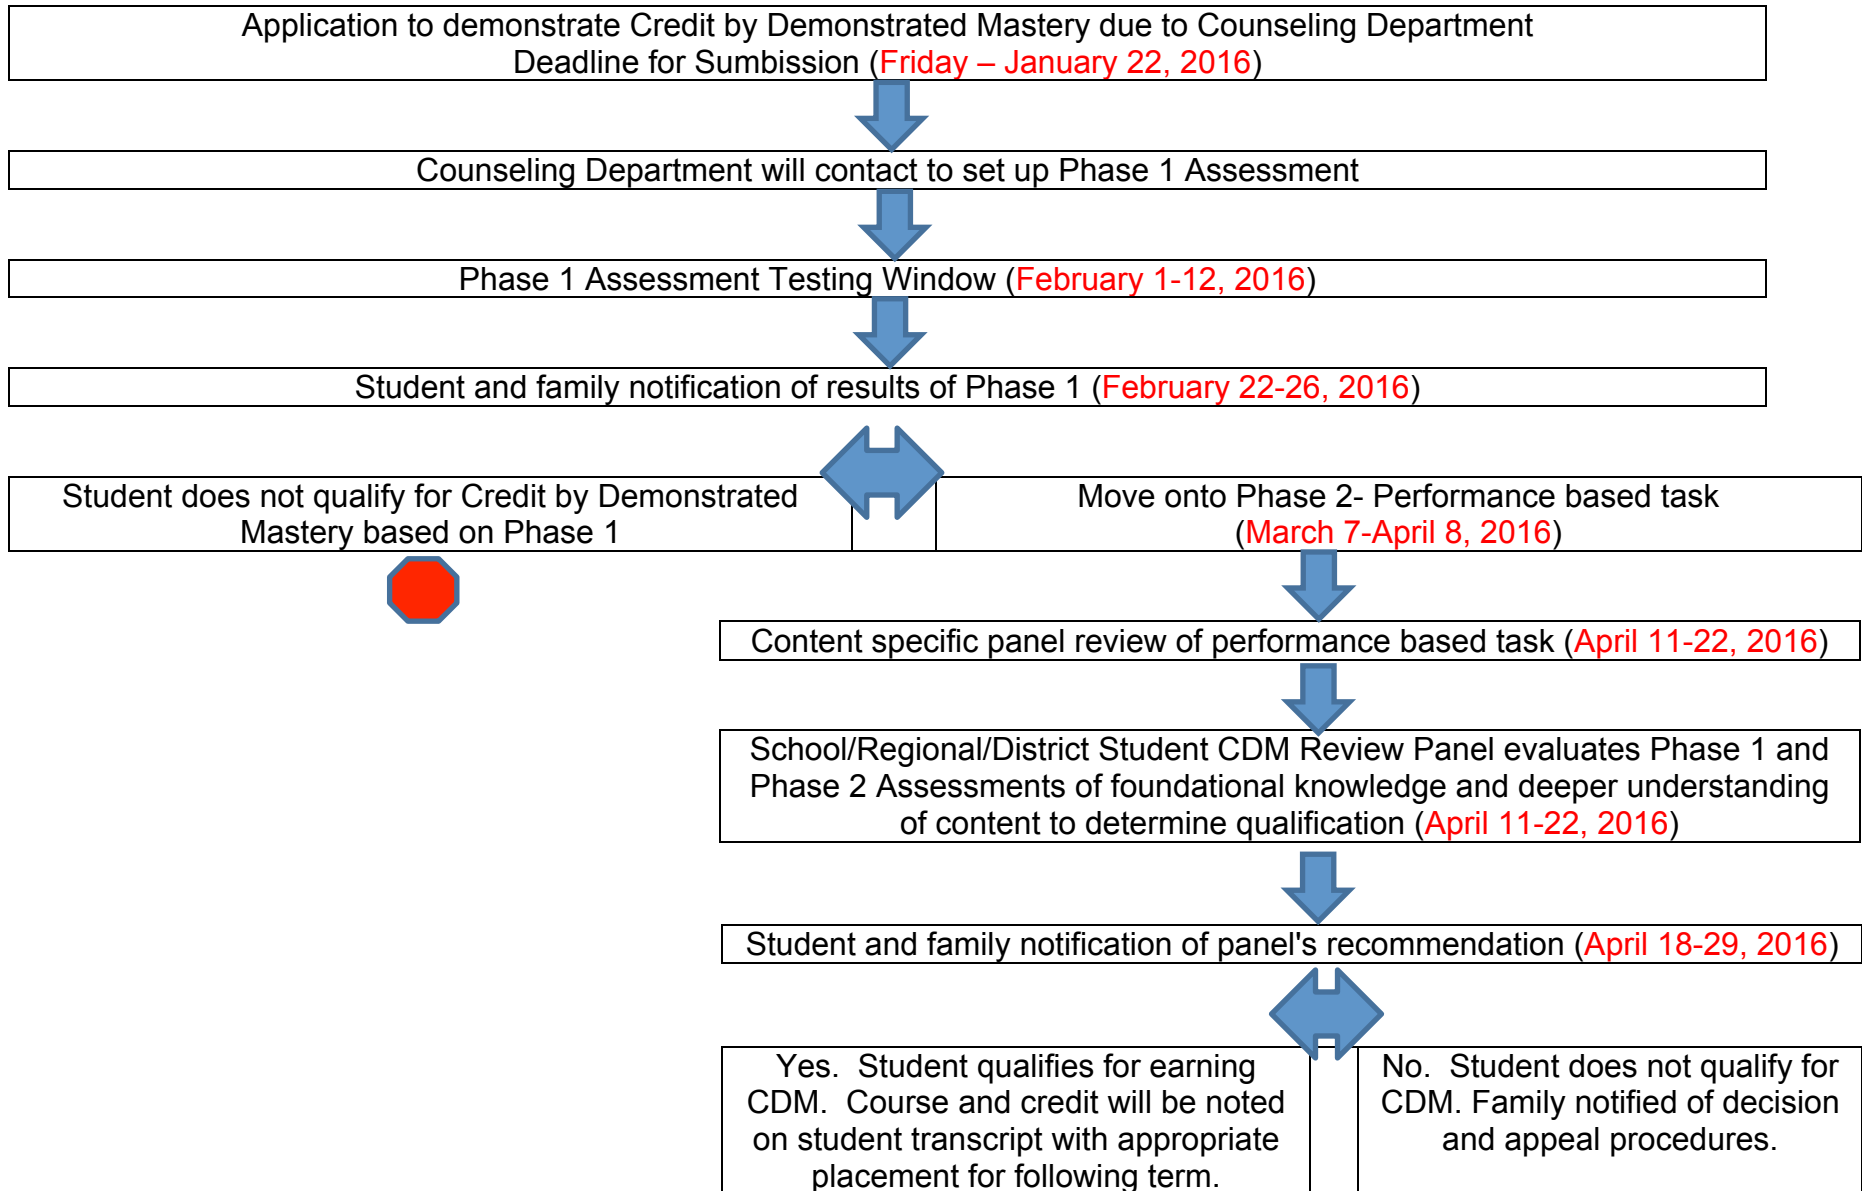 Application to demonstrate Credit by Demonstrated Mastery due to Counseling Department
Deadline for Sumbission (Friday – January 22, 2016)
Counseling Department will contact to set up Phase 1 Assessment
Phase 1 Assessment Testing Window (February 1-12, 2016)
Student and family notification of results of Phase 1 (February 22-26, 2016)
Student does not qualify for Credit by Demonstrated
Mastery based on Phase 1
Move onto Phase 2- Performance based task
(March 7-April 8, 2016)
Content specific panel review of performance based task (April 11-22, 2016)
School/Regional/District Student CDM Review Panel evaluates Phase 1 and
Phase 2 Assessments of foundational knowledge and deeper understanding
of content to determine qualification (April 11-22, 2016)
Student and family notification of panel's recommendation (April 18-29, 2016)
Yes.  Student qualifies for earning
CDM.  Course and credit will be noted
on student transcript with appropriate
placement for following term.
No.  Student does not qualify for
CDM. Family notified of decision
and appeal procedures.